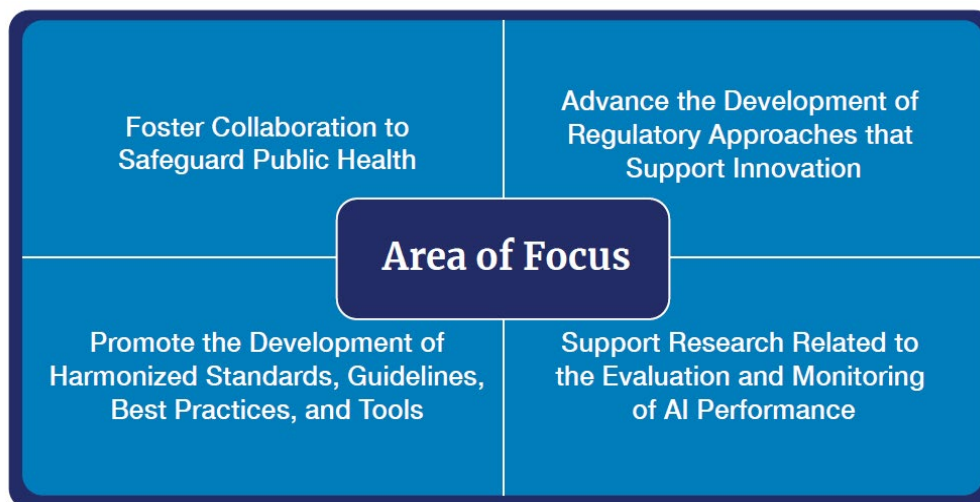 Foster Collaboration to
Safeguard Public Health
Advance the Development of
Regulatory Approaches that
Support Innovation
Area of Focus
Promote the Development of
Harmonized Standards, Guidelines,
Best Practices, and Tools
Support Research Related to
the Evaluation and Monitoring
of AI Performance